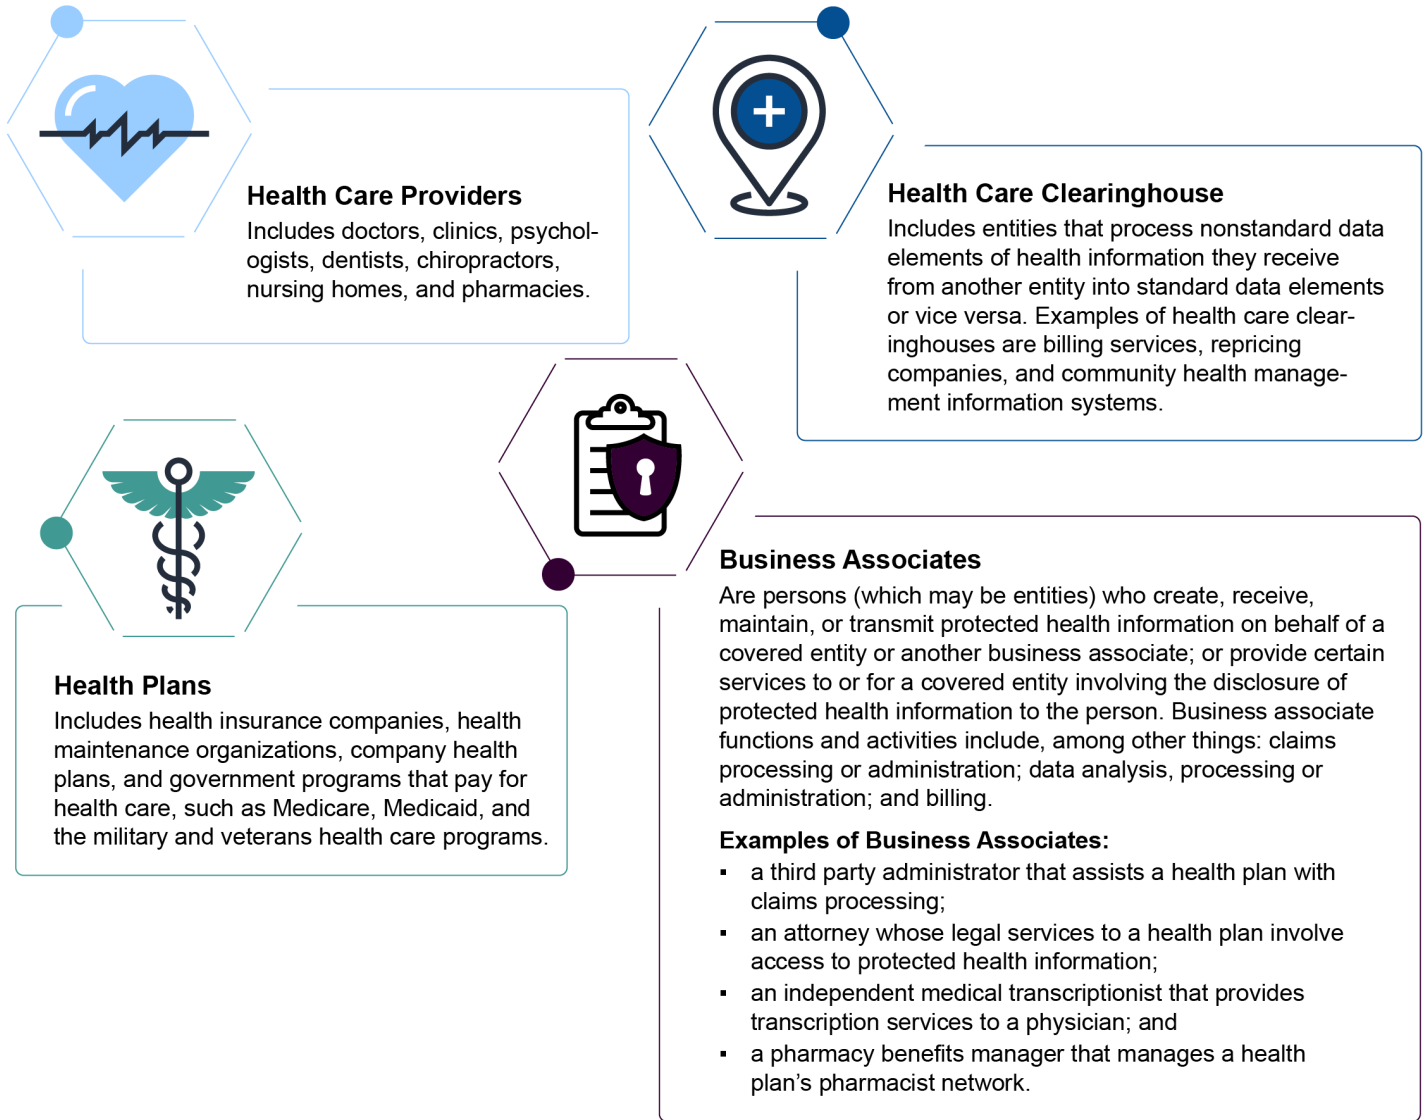 Health Care Providers
Includes doctors, clinics, psychol-
ogists, dentists, chiropractors,
nursing homes, and pharmacies.
Health Care Clearinghouse
Includes entities that process nonstandard data
elements of health information they receive
from another entity into standard data elements
or vice versa. Examples of health care clear-
inghouses are billing services, repricing
companies, and community health manage-
ment information systems.
Health Plans
Includes health insurance companies, health
maintenance organizations, company health
plans, and government programs that pay for
health care, such as Medicare, Medicaid, and
the military and veterans health care programs.
Business Associates
Are persons (which may be entities) who create, receive,
maintain, or transmit protected health information on behalf of a
covered entity or another business associate; or provide certain
services to or for a covered entity involving the disclosure of
protected health information to the person. Business associate
functions and activities include, among other things: claims
processing or administration; data analysis, processing or
administration; and billing.
Examples of Business Associates:
▪ a third party administrator that assists a health plan with
claims processing;
▪ an attorney whose legal services to a health plan involve
access to protected health information;
▪ an independent medical transcriptionist that provides
transcription services to a physician; and
▪ a pharmacy benefits manager that manages a health
plan’s pharmacist network.